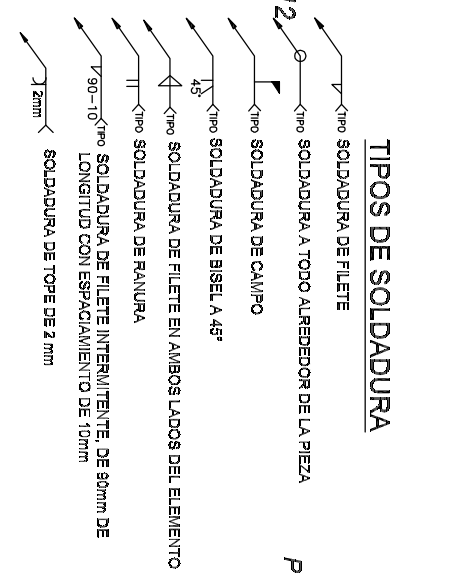 TIPOS DE SOLDADURA
TIPO SOLDADURA DE FILETE
12
TIPO SOLDADURA A TODO ALREDEDOR DE LA PIEZA
P
TIPO SOLDADURA DE CAMPO
45° TIPO SOLDADURA DE BISEL A 45°
TIPO SOLDADURA DE FILETE EN AMBOS LADOS DEL ELEMENTO
TIPO SOLDADURA DE RANURA
90-10 TIPO SOLDADURA DE FILETE INTERMITENTE, DE 90mm DE
LONGITUD CON ESPACIAMIENTO DE 10mm
2mm SOLDADURA DE TOPE DE 2 mm